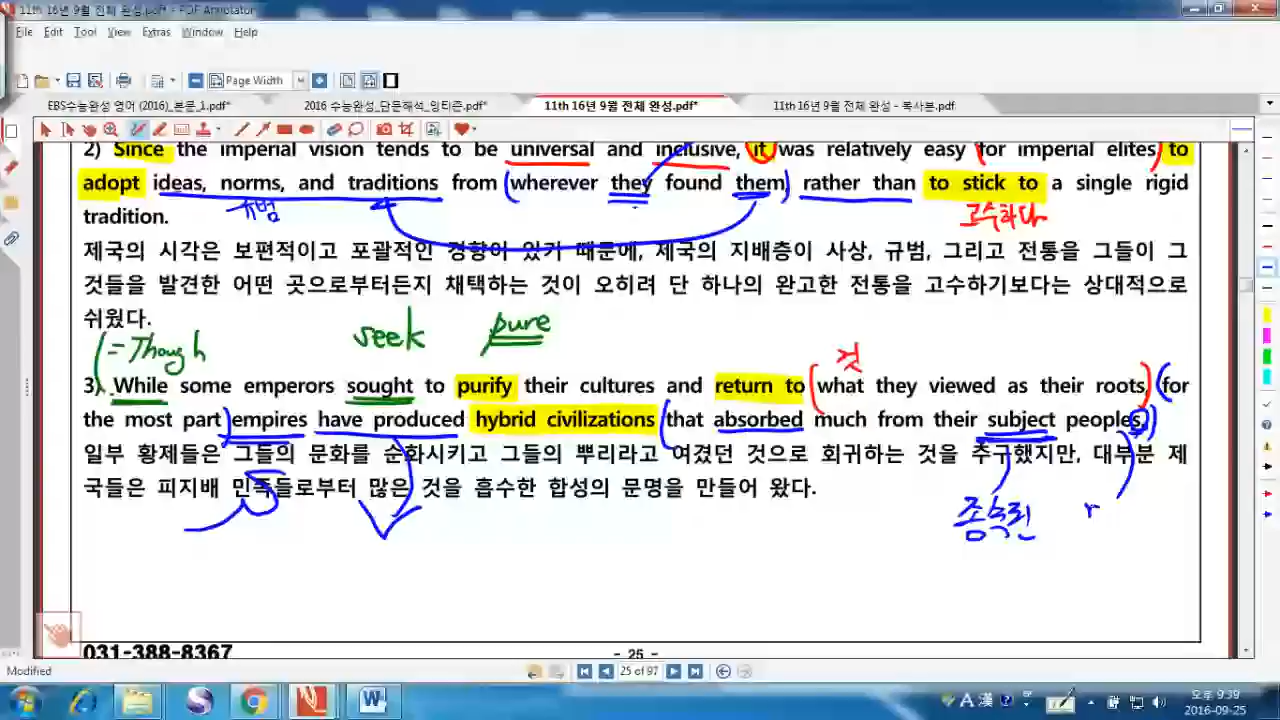 11th 16년 9월 전체 완성.pdf* - PDF Annotator
File Edit Tool View Extras Window Help
Page Width
EBS수능완성 영어 (2016)_본문_1.pdf* 2016 수능완성_단문해석_잉티즌.pdf* 11th 16년 9월 전체 완성.pdf* 11th 16년 9월 전체 완성 - 복사본.pdf
2) Since the imperial vision tends to be universal and inclusive, it was relatively easy for imperial elites to
adopt ideas, norms, and traditions from wherever they found them rather than to stick to a single rigid
규범
고수하다
tradition.
제국의 시각은 보편적이고 포괄적인 경향이 있기 때문에, 제국의 지배층이 사상, 규범, 그리고 전통을 그들이 그
것들을 발견한 어떤 곳으로부터든지 채택하는 것이 오히려 단 하나의 완고한 전통을 고수하기보다는 상대적으로
쉬웠다.
= Though seek pure
것
3) While some emperors sought to purify their cultures and return to what they viewed as their roots, for
the most part empires have produced hybrid civilizations that absorbed much from their subject peoples.
일부 황제들은 그들의 문화를 순화시키고 그들의 뿌리라고 여겼던 것으로 회귀하는 것을 추구했지만, 대부분 제
국들은 피지배 민족들로부터 많은 것을 흡수한 합성의 문명을 만들어 왔다.
종속된
031-388-8367
- 25 -
Modified
25 of 97
A 漢
오후 9:39
2016-09-25